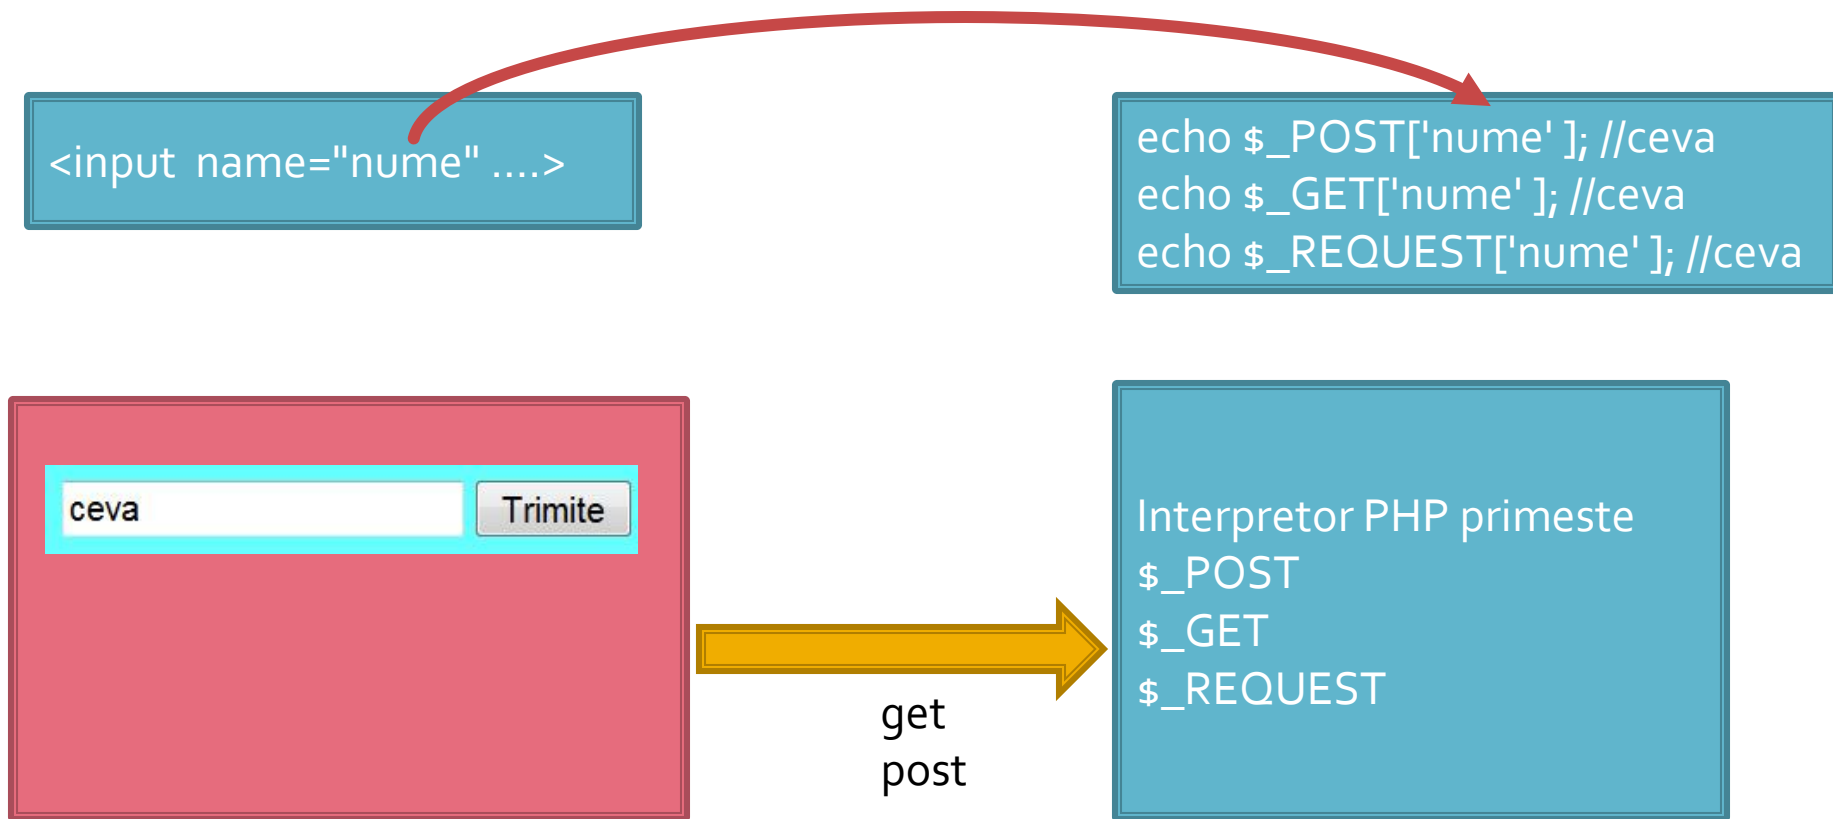 <input name="nume" ....>
echo $_POST['nume' ]; //ceva
echo $_GET['nume' ]; //ceva
echo $_REQUEST['nume' ]; //ceva
ceva
Trimite
get
post
Interpretor PHP primeste
$_POST
$_GET
$_REQUEST